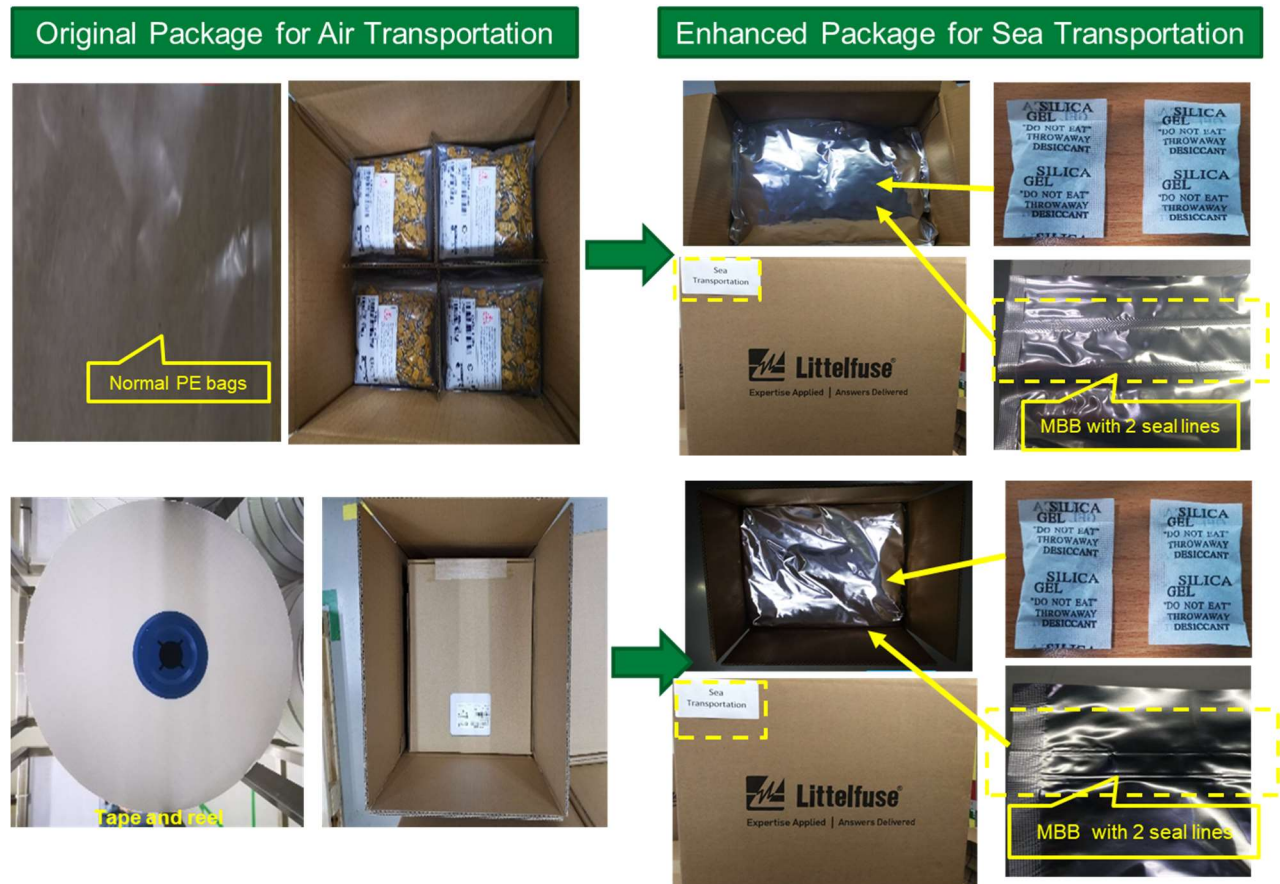 Original Package for Air Transportation
Enhanced Package for Sea Transportation
Normal PE bags
A'SILICA
GEL
"DO NOT EAT"
THROWAWAY
DESICCANT
SILICA
GEL
"DO NOT EAT"
THROWAWAY
DESICCANT
SILICA
GEL
"DO NOT EAT"
THROWAWAY
DESICCANT
SILICA
GEL
"DO NOT EAT"
THROWAWAY
DESICCANT
Sea
Transportation
Littelfuse®
Expertise Applied | Answers Delivered
MBB with 2 seal lines
Tape and reel
A'SILICA
GEL
"DO NOT EAT"
THROWAWAY
DESICCANT
SILICA
GEL
"DO NOT EAT"
THROWAWAY
DESICCANT
SILICA
GEL
"DO NOT EAT"
THROWAWAY
DESICCANT
SILICA
GEL
"DO NOT EAT"
THROWAWAY
DESICCANT
Sea
Transportation
Littelfuse®
Expertise Applied | Answers Delivered
MBB with 2 seal lines